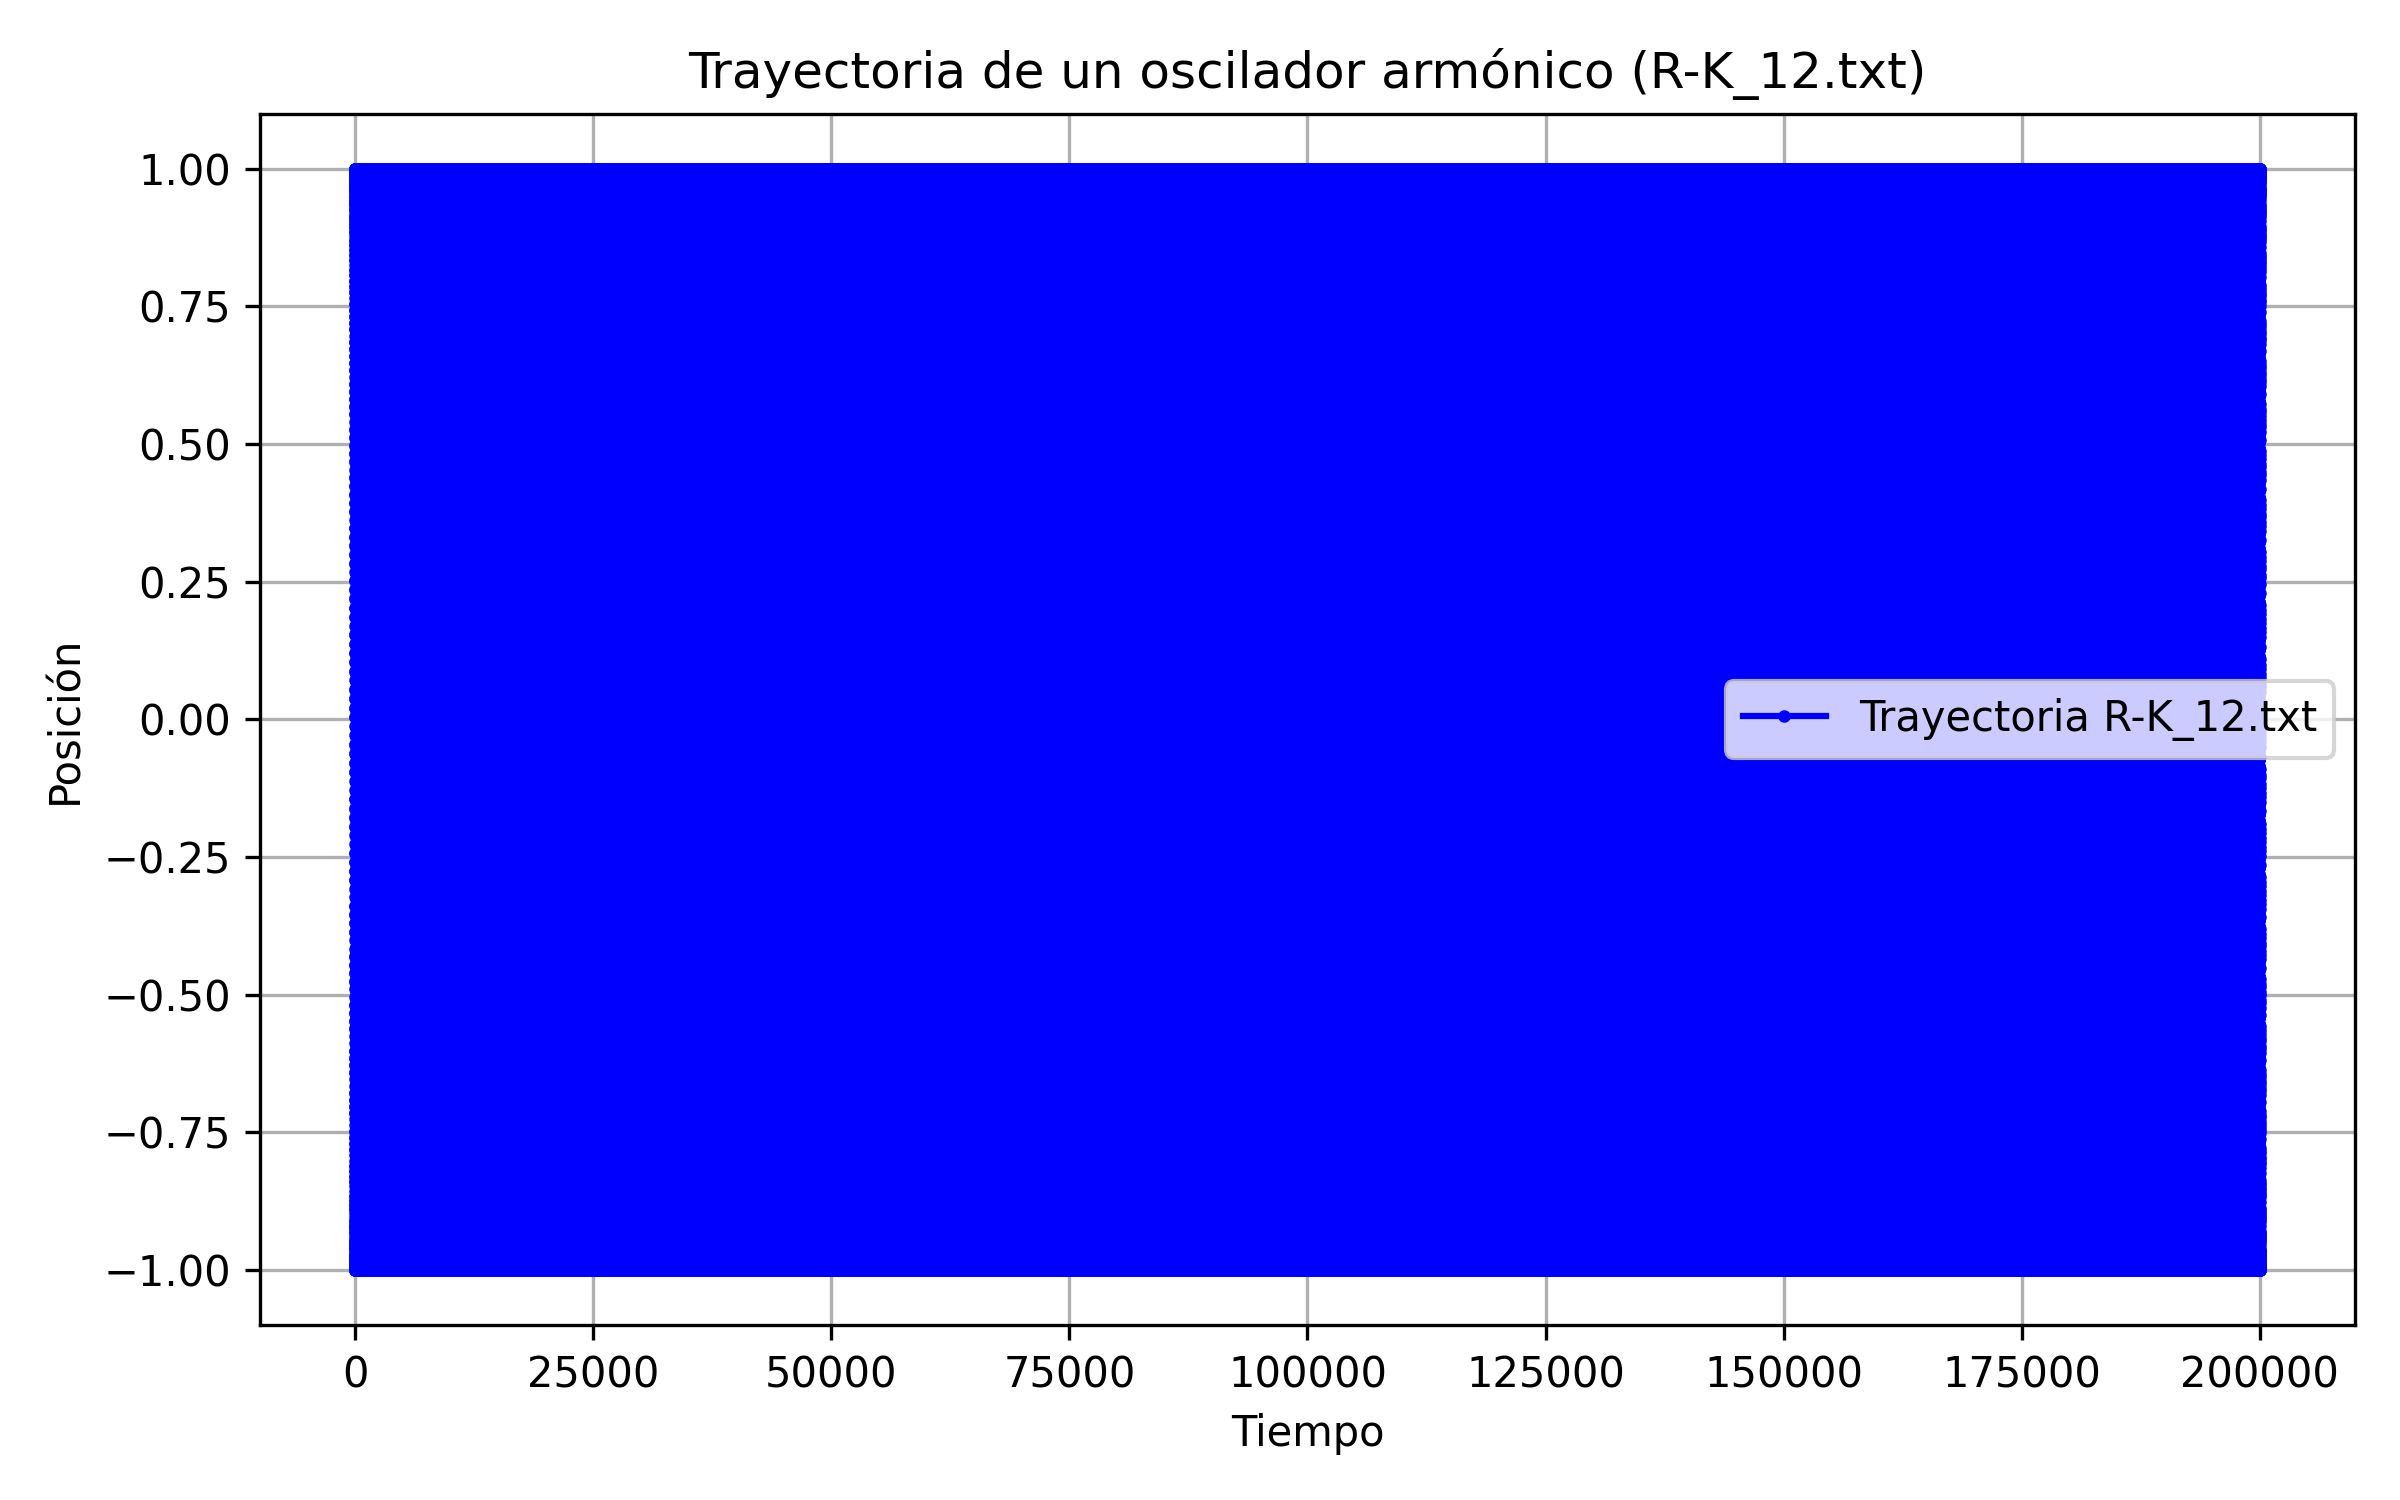 Trayectoria de un oscilador armónico (R-K_12.txt)
1.00
0.75
0.50
0.25
0.00
−0.25
−0.50
−0.75
−1.00
Posición
Trayectoria R-K_12.txt
0 25000 50000 75000 100000 125000 150000 175000 200000
Tiempo